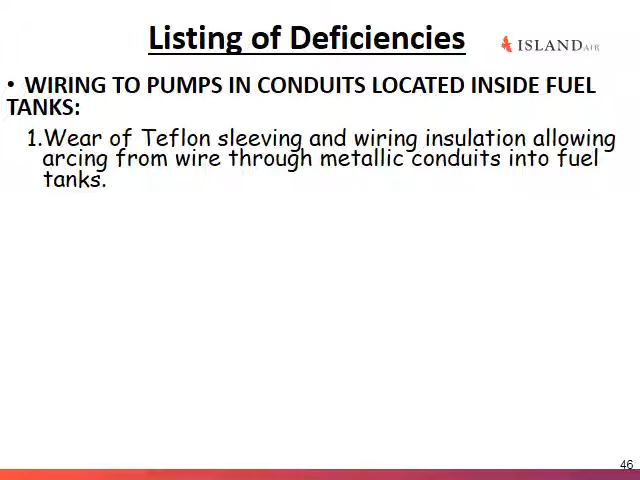 Listing of Deficiencies
ISLAND AIR
• WIRING TO PUMPS IN CONDUITS LOCATED INSIDE FUEL
TANKS:
1.Wear of Teflon sleeving and wiring insulation allowing
arcing from wire through metallic conduits into fuel
tanks.
46